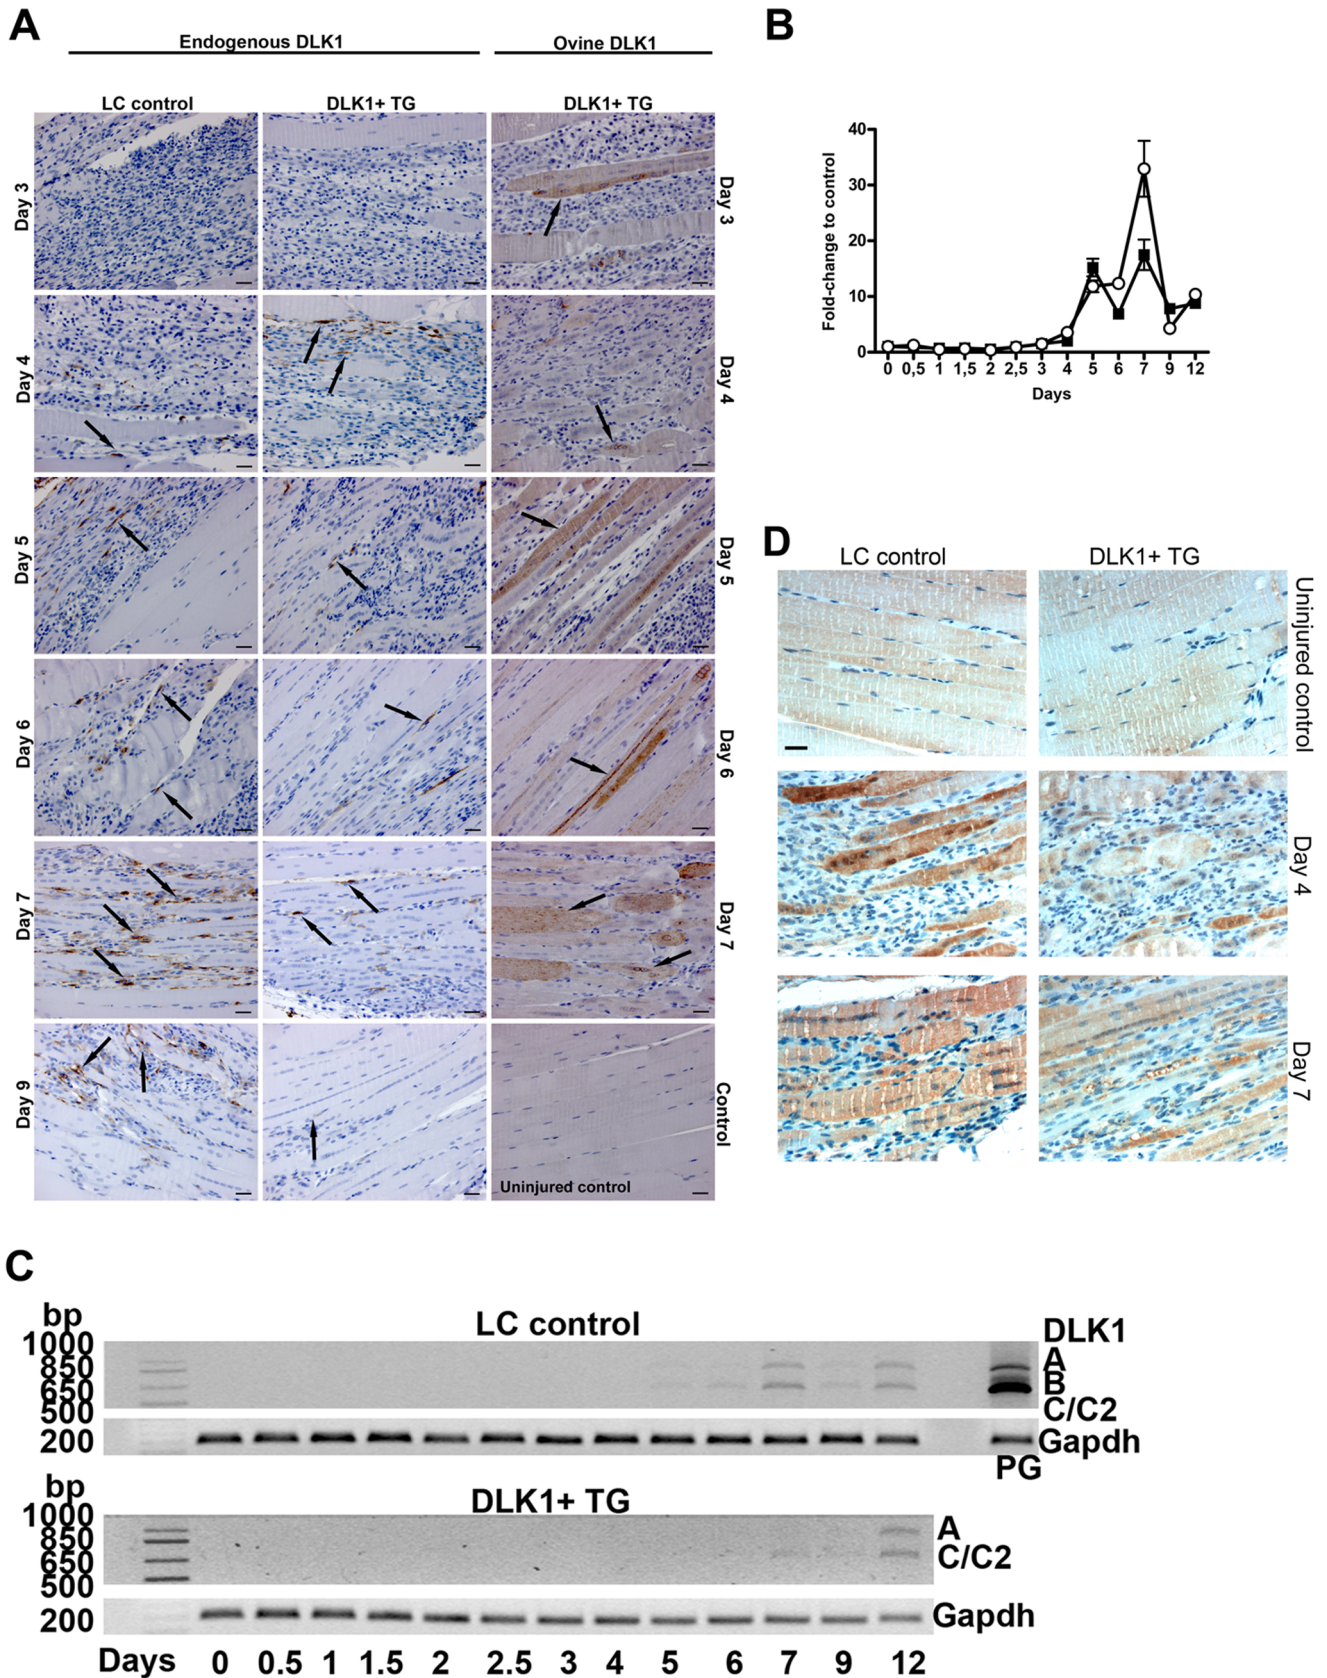 A
Endogenous DLK1
Ovine DLK1
LC control
DLK1+ TG
DLK1+ TG
Day 3
Day 3
Day 4
Day 4
Day 5
Day 5
Day 6
Day 6
Day 7
Day 7
Day 9
Control
Uninjured control
B
Fold-change to control
40
30
20
10
0
0 0,5 1 1,5 2 2,5 3 4 5 6 7 9 12
Days
D
LC control
DLK1+ TG
Uninjured control
Day 4
Day 7
C
bp
LC control
DLK1
1000
850
650
500
200
A
B
C/C2
Gapdh
PG
bp
DLK1+ TG
1000
850
650
500
200
A
C/C2
Gapdh
Days 0 0.5 1 1.5 2 2.5 3 4 5 6 7 9 12